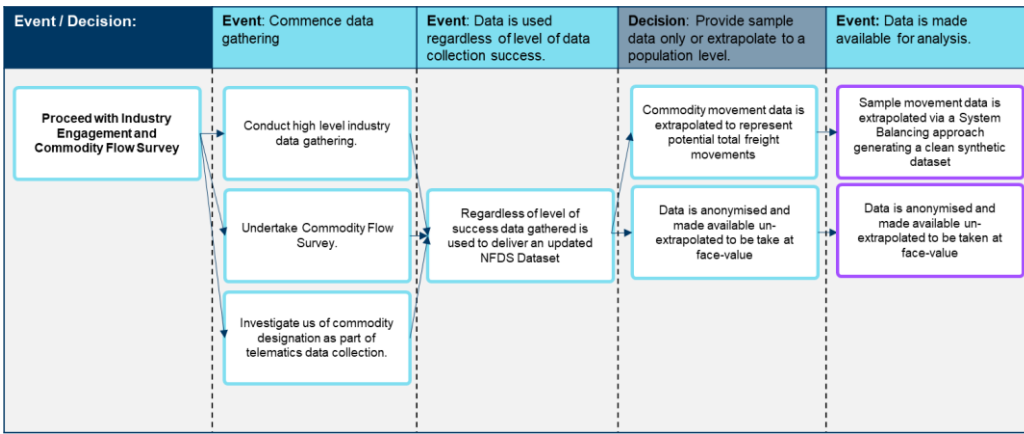 Event / Decision:
Event: Commence data
gathering
Event: Data is used
regardless of level of data
collection success.
Decision: Provide sample
data only or extrapolate to a
population level.
Event: Data is made
available for analysis.
Proceed with Industry
Engagement and
Commodity Flow Survey
Conduct high level industry
data gathering.
Undertake Commodity Flow
Survey.
Investigate us of commodity
designation as part of
telematics data collection.
Regardless of level of
success data gathered is
used to deliver an updated
NFDS Dataset
Commodity movement data is
extrapolated to represent
potential total freight
movements
Data is anonymised and
made available un-
extrapolated to be take at
face-value
Sample movement data is
extrapolated via a System
Balancing approach
generating a clean synthetic
dataset
Data is anonymised and
made available un-
extrapolated to be taken at
face-value